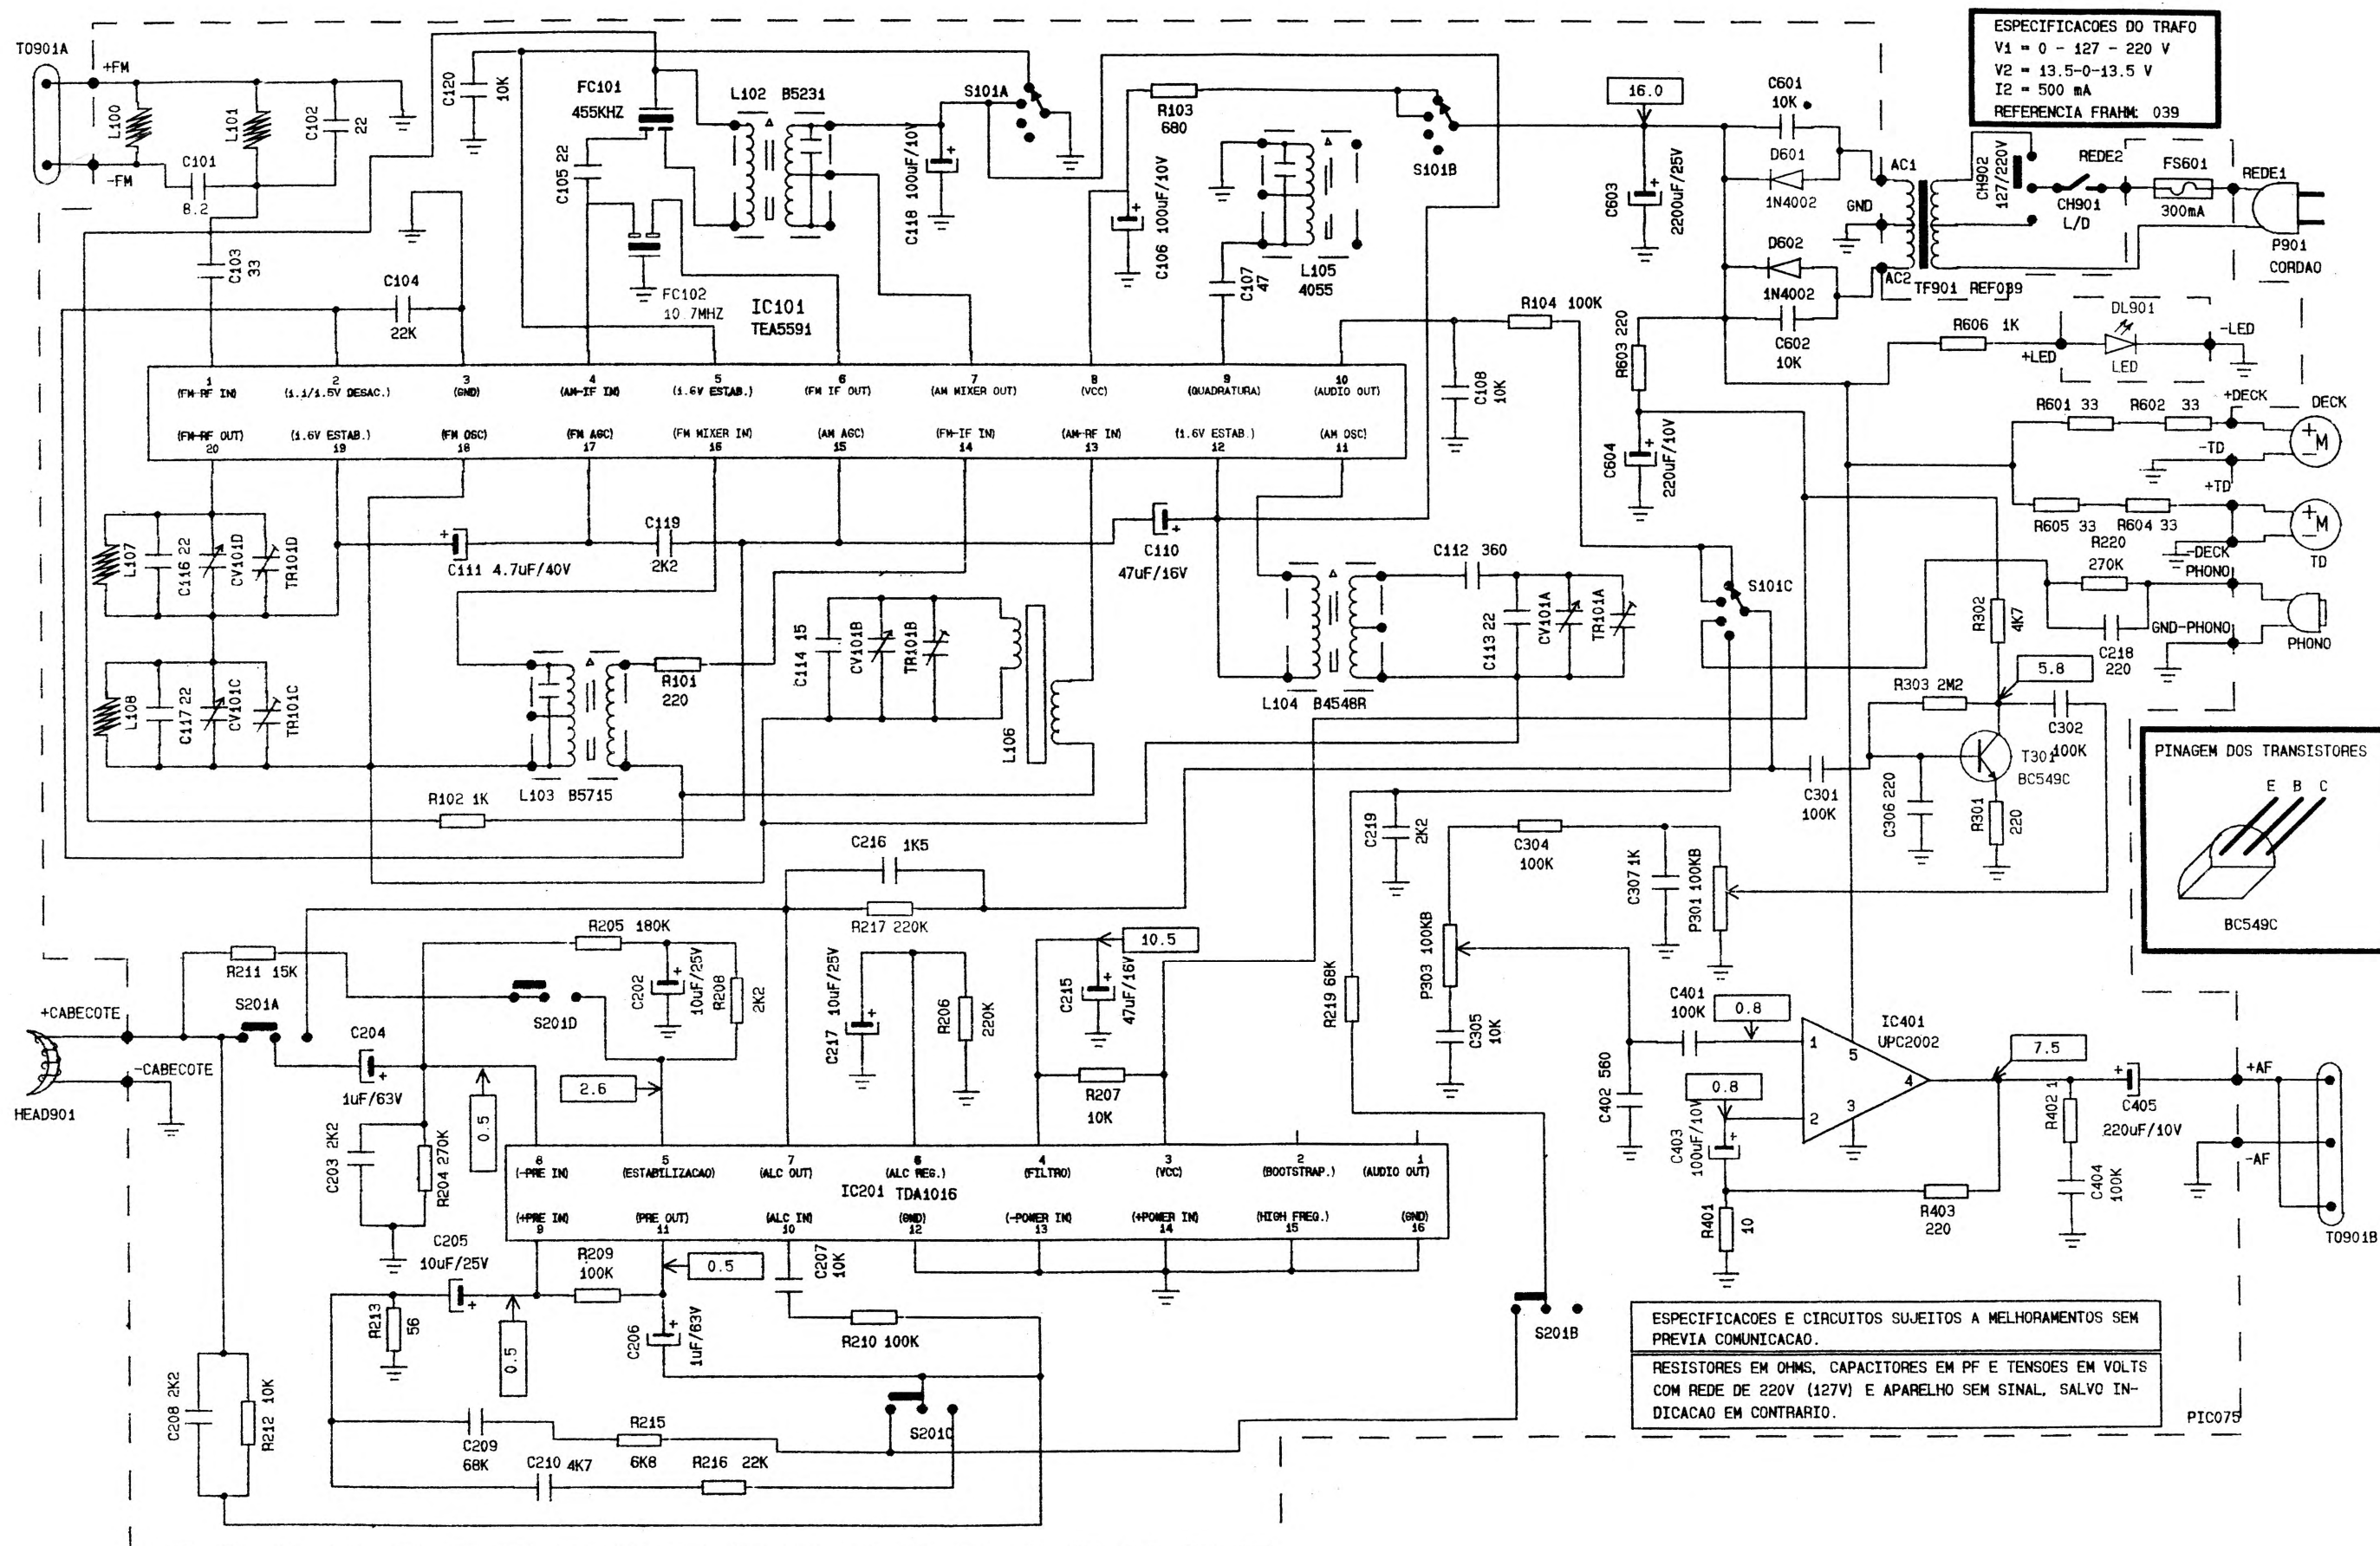 ESPECIFICACOES DO TRAFO
V1 = 0 - 127 - 220 V
V2 = 13.5-0-13.5 V
I2 = 500 mA
REFERENCIA FRAHM: 039
TO901A
+FM
-FM
L100
L101
C102
22
C101
8.2
C103
33
C120
10K
FC101
455KHZ
C105 22
L102 B5231
C118 100uF/10V
S101A
R103
680
C106 100uF/10V
C107
47
L105
4055
S101B
16.0
C603
2200uF/25V
C601
10K
D601
1N4002
D602
1N4002
C602
10K
AC1
GND
AC2
TF901 REF039
CH902
127/220V
REDE2
CH901
L/D
FS601
300mA
REDE1
P901
CORDAO
C104
22K
FC102
10.7MHZ
IC101
TEA5591
R104 100K
C108
10K
R603 220
C604
220uF/10V
R606 1K
+LED
DL901
LED
-LED
1
(FM-RF IN)
2
(1.1/1.5V DESAC.)
3
(GND)
4
(AM-IF IN)
5
(1.6V ESTAB.)
6
(FM IF OUT)
7
(AM MIXER OUT)
8
(VCC)
9
(QUADRATURA)
10
(AUDIO OUT)
(FM-RF OUT)
20
(1.6V ESTAB.)
19
(FM OSC)
18
(FM AGC)
17
(FM MIXER IN)
16
(AM AGC)
15
(FM-IF IN)
14
(AM-RF IN)
13
(1.6V ESTAB.)
12
(AM OSC)
11
R601 33
R602 33
+DECK
DECK
-TD
+TD
+
M
-
R605 33
R604 33
-DECK
+
M
-
TD
R220
270K
PHONO
C218
220
GND-PHONO
PHONO
L107
C116 22
CV101D
TR101D
C111 4.7uF/40V
C119
2K2
C110
47uF/16V
C112 360
C113 22
CV101A
TR101A
S101C
L108
C117 22
CV101C
TR101C
R101
220
C114 15
CV101B
TR101B
L106
L104 B4548R
L103 B5715
R102 1K
R302
4K7
5.8
R303 2M2
C302
100K
T301
BC549C
C301
100K
C306 220
R301
220
PINAGEM DOS TRANSISTORES
E B C
BC549C
C216 1K5
R217 220K
C219
2K2
C304
100K
C307 1K
P301 100KB
P303 100KB
C305
10K
R219 68K
R211 15K
R205 180K
C202
10uF/25V
R208
2K2
S201A
S201D
+CABECOTE
-CABECOTE
HEAD901
C204
1uF/63V
C217
10uF/25V
R206
220K
10.5
C215
47uF/16V
R207
10K
2.6
0.5
C203 2K2
R204 270K
C401
100K
0.8
0.8
C402 560
C403
100uF/10V
IC401
UPC2002
1
2
3
4
5
7.5
R402 1
C404
100K
C405
220uF/10V
+AF
-AF
TO901B
R401
10
R403
220
8
(-PRE IN)
5
(ESTABILIZACAO)
7
(ALC OUT)
6
(ALC REG.)
4
(FILTRO)
3
(VCC)
2
(BOOTSTRAP.)
1
(AUDIO OUT)
IC201 TDA1016
(+PRE IN)
9
(PRE OUT)
11
(ALC IN)
10
(GND)
12
(-POWER IN)
13
(+POWER IN)
14
(HIGH FREQ.)
15
(GND)
16
C205
10uF/25V
R209
100K
0.5
C207
10K
R213
56
0.5
C206
1uF/63V
R210 100K
S201B
S201C
C208 2K2
R212 10K
C209
68K
R215
6K8
C210 4K7
R216 22K
ESPECIFICACOES E CIRCUITOS SUJEITOS A MELHORAMENTOS SEM
PREVIA COMUNICACAO.
RESISTORES EM OHMS, CAPACITORES EM PF E TENSOES EM VOLTS
COM REDE DE 220V (127V) E APARELHO SEM SINAL, SALVO IN-
DICACAO EM CONTRARIO.
PIC075